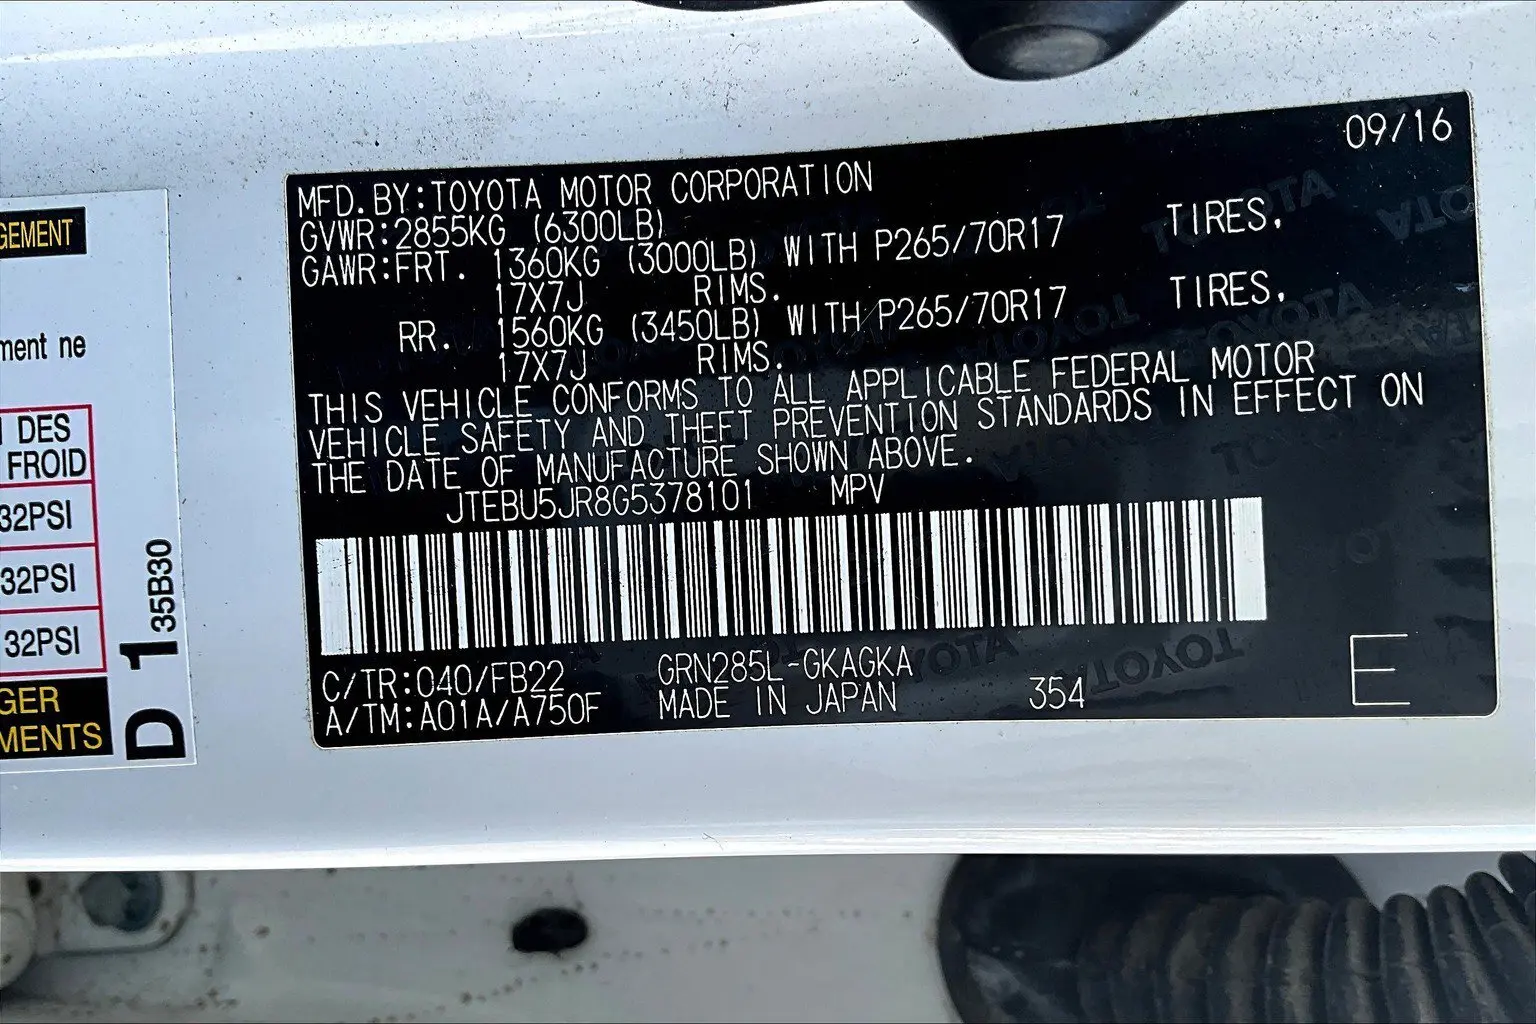 09/16
MFD.BY:TOYOTA MOTOR CORPORATION
GVWR:2855KG (6300LB)
GAWR:FRT. 1360KG (3000LB) WITH P265/70R17 TIRES,
17X7J RIMS.
RR. 1560KG (3450LB) WITH P265/70R17 TIRES,
17X7J RIMS.
THIS VEHICLE CONFORMS TO ALL APPLICABLE FEDERAL MOTOR
VEHICLE SAFETY AND THEFT PREVENTION STANDARDS IN EFFECT ON
THE DATE OF MANUFACTURE SHOWN ABOVE.
JTEBU5JR8G5378101 MPV
C/TR:040/FB22 GRN285L-GKAGKA
A/TM:A01A/A750F MADE IN JAPAN 354 E
GEMENT
ment ne
DES
FROID
32PSI
32PSI
32PSI
GER
MENTS
D 1 35B30